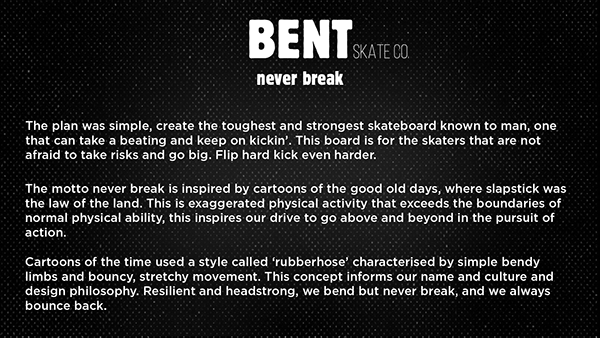 BENT SKATE CO.
never break
The plan was simple, create the toughest and strongest skateboard known to man, one
that can take a beating and keep on kickin’. This board is for the skaters that are not
afraid to take risks and go big. Flip hard kick even harder.
The motto never break is inspired by cartoons of the good old days, where slapstick was
the law of the land. This is exaggerated physical activity that exceeds the boundaries of
normal physical ability, this inspires our drive to go above and beyond in the pursuit of
action.
Cartoons of the time used a style called ‘rubberhose’ characterised by simple bendy
limbs and bouncy, stretchy movement. This concept informs our name and culture and
design philosophy. Resilient and headstrong, we bend but never break, and we always
bounce back.